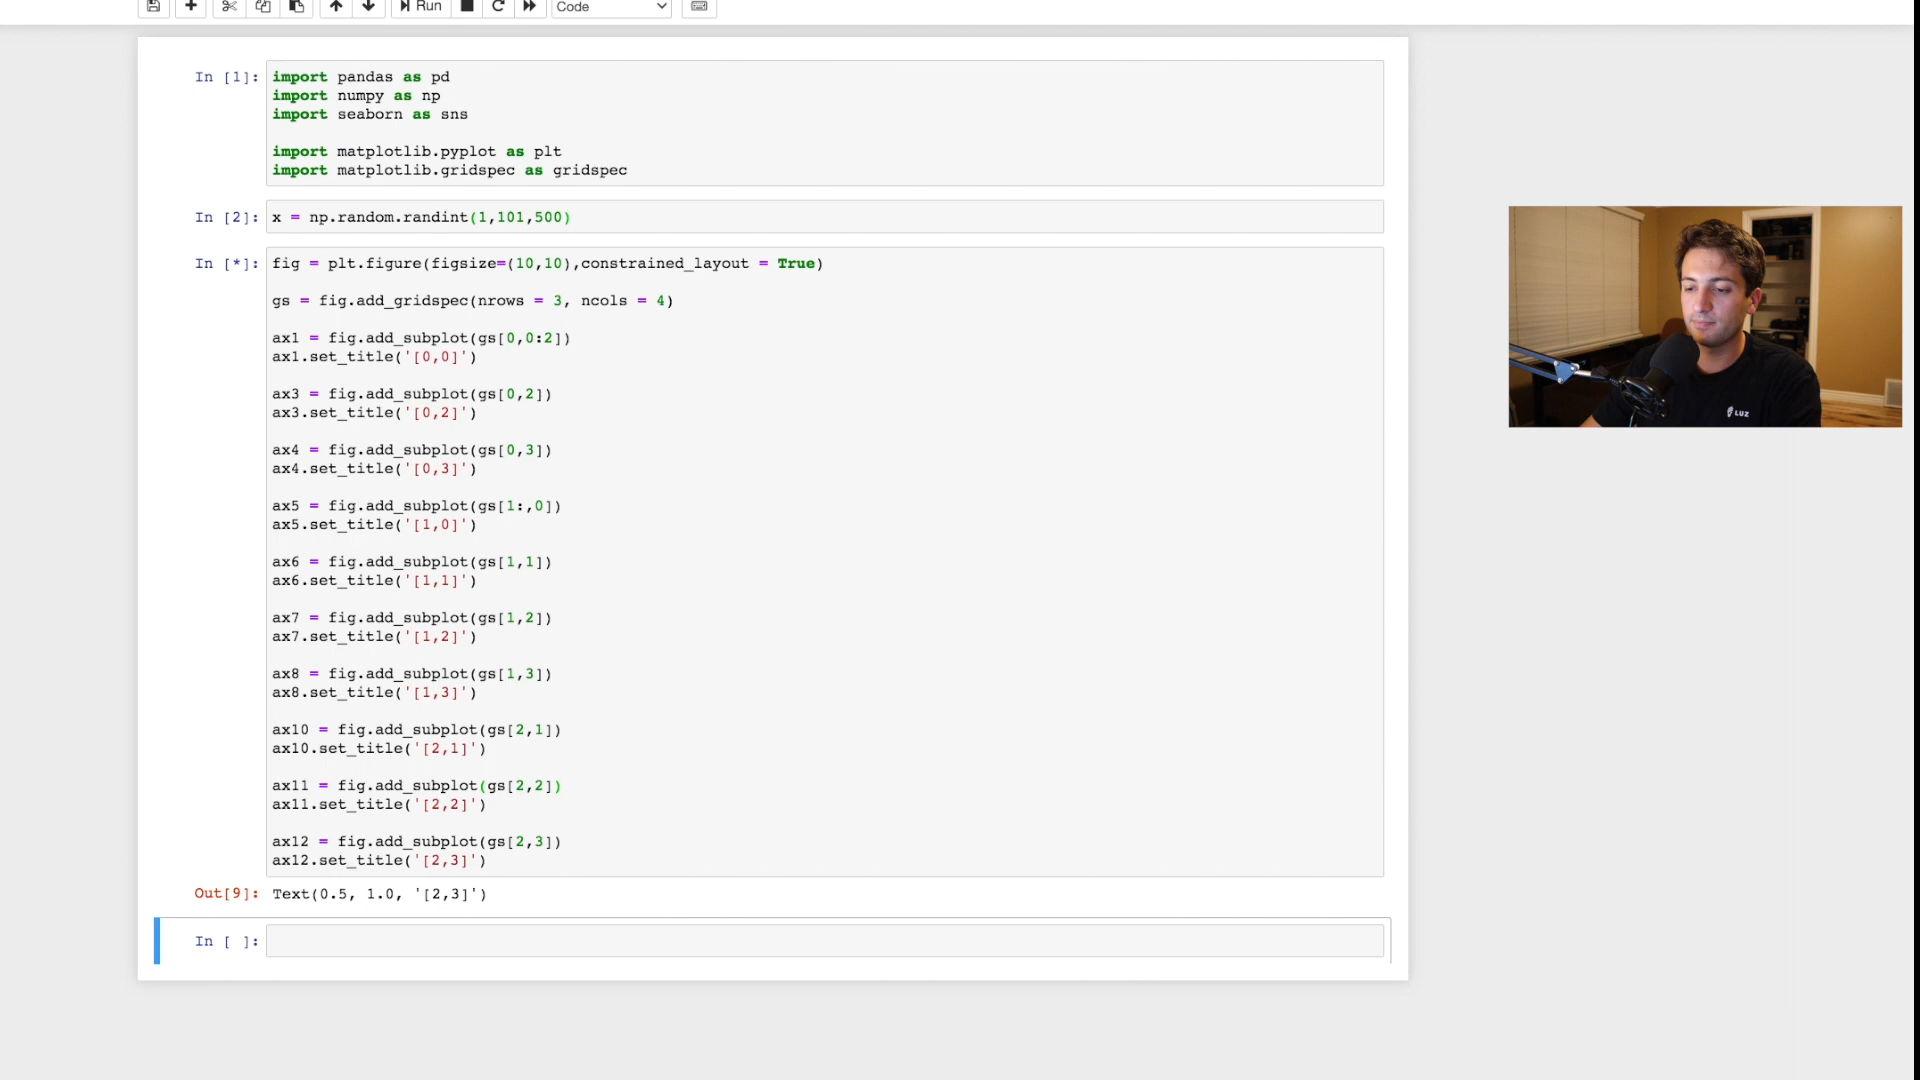 Run
Code
In [1]:
import pandas as pd
import numpy as np
import seaborn as sns
import matplotlib.pyplot as plt
import matplotlib.gridspec as gridspec
In [2]:
x = np.random.randint(1,101,500)
In [*]:
fig = plt.figure(figsize=(10,10),constrained_layout = True)
gs = fig.add_gridspec(nrows = 3, ncols = 4)
ax1 = fig.add_subplot(gs[0,0:2])
ax1.set_title('[0,0]')
ax3 = fig.add_subplot(gs[0,2])
ax3.set_title('[0,2]')
ax4 = fig.add_subplot(gs[0,3])
ax4.set_title('[0,3]')
ax5 = fig.add_subplot(gs[1:,0])
ax5.set_title('[1,0]')
ax6 = fig.add_subplot(gs[1,1])
ax6.set_title('[1,1]')
ax7 = fig.add_subplot(gs[1,2])
ax7.set_title('[1,2]')
ax8 = fig.add_subplot(gs[1,3])
ax8.set_title('[1,3]')
ax10 = fig.add_subplot(gs[2,1])
ax10.set_title('[2,1]')
ax11 = fig.add_subplot(gs[2,2])
ax11.set_title('[2,2]')
ax12 = fig.add_subplot(gs[2,3])
ax12.set_title('[2,3]')
Out[9]:
Text(0.5, 1.0, '[2,3]')
In [ ]:
LUZ